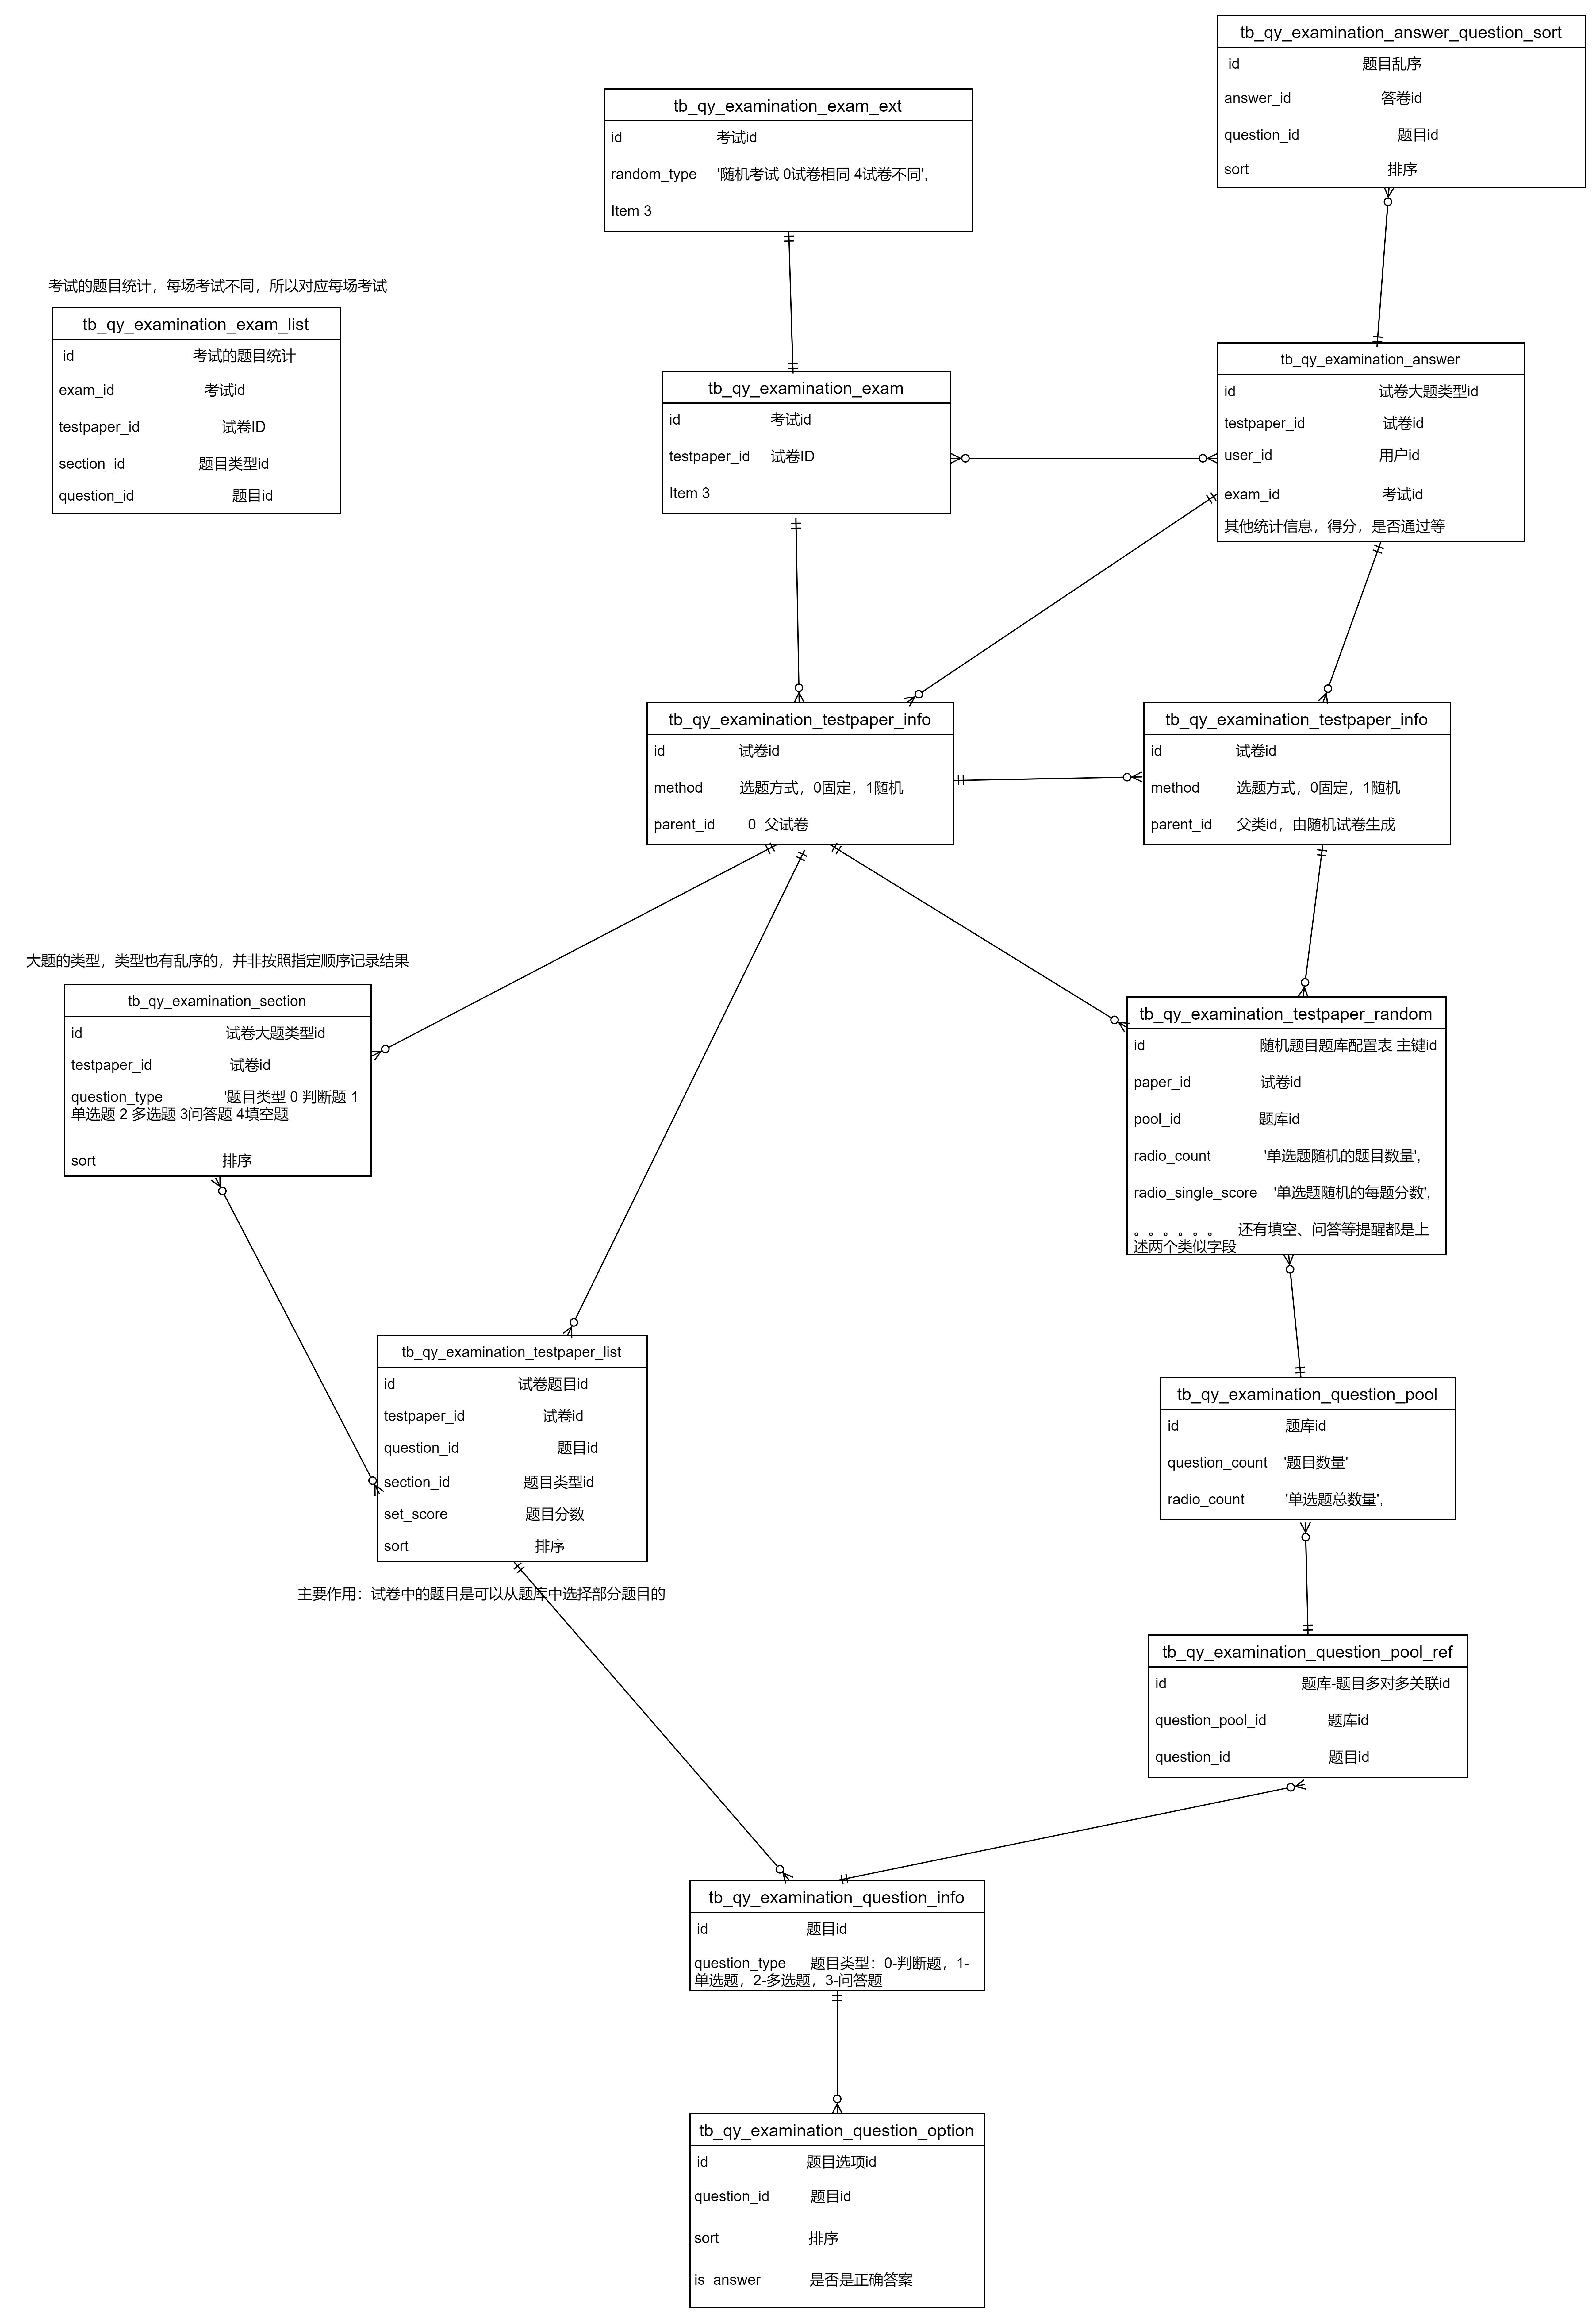 tb_qy_examination_answer_question_sort
id 题目乱序
answer_id 答卷id
question_id 题目id
sort 排序
tb_qy_examination_exam_ext
id 考试id
random_type '随机考试 0试卷相同 4试卷不同',
Item 3
考试的题目统计，每场考试不同，所以对应每场考试
tb_qy_examination_exam_list
id 考试的题目统计
exam_id 考试id
testpaper_id 试卷ID
section_id 题目类型id
question_id 题目id
tb_qy_examination_exam
id 考试id
testpaper_id 试卷ID
Item 3
tb_qy_examination_answer
id 试卷大题类型id
testpaper_id 试卷id
user_id 用户id
exam_id 考试id
其他统计信息，得分，是否通过等
tb_qy_examination_testpaper_info
id 试卷id
method 选题方式，0固定，1随机
parent_id 0 父试卷
tb_qy_examination_testpaper_info
id 试卷id
method 选题方式，0固定，1随机
parent_id 父类id，由随机试卷生成
大题的类型，类型也有乱序的，并非按照指定顺序记录结果
tb_qy_examination_section
id 试卷大题类型id
testpaper_id 试卷id
question_type '题目类型 0 判断题 1
单选题 2 多选题 3问答题 4填空题
sort 排序
tb_qy_examination_testpaper_random
id 随机题目题库配置表 主键id
paper_id 试卷id
pool_id 题库id
radio_count '单选题随机的题目数量',
radio_single_score '单选题随机的每题分数',
。。。。。。 还有填空、问答等提醒都是上
述两个类似字段
tb_qy_examination_testpaper_list
id 试卷题目id
testpaper_id 试卷id
question_id 题目id
section_id 题目类型id
set_score 题目分数
sort 排序
主要作用：试卷中的题目是可以从题库中选择部分题目的
tb_qy_examination_question_pool
id 题库id
question_count '题目数量'
radio_count '单选题总数量',
tb_qy_examination_question_pool_ref
id 题库-题目多对多关联id
question_pool_id 题库id
question_id 题目id
tb_qy_examination_question_info
id 题目id
question_type 题目类型：0-判断题，1-
单选题，2-多选题，3-问答题
tb_qy_examination_question_option
id 题目选项id
question_id 题目id
sort 排序
is_answer 是否是正确答案